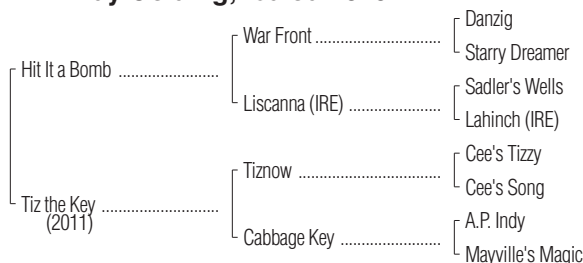 War Front
Danzig
Starry Dreamer
Hit It a Bomb
Liscanna (IRE)
Sadler's Wells
Lahinch (IRE)
Tiz the Key
(2011)
Tiznow
Cee's Tizzy
Cee's Song
Cabbage Key
A.P. Indy
Mayville's Magic